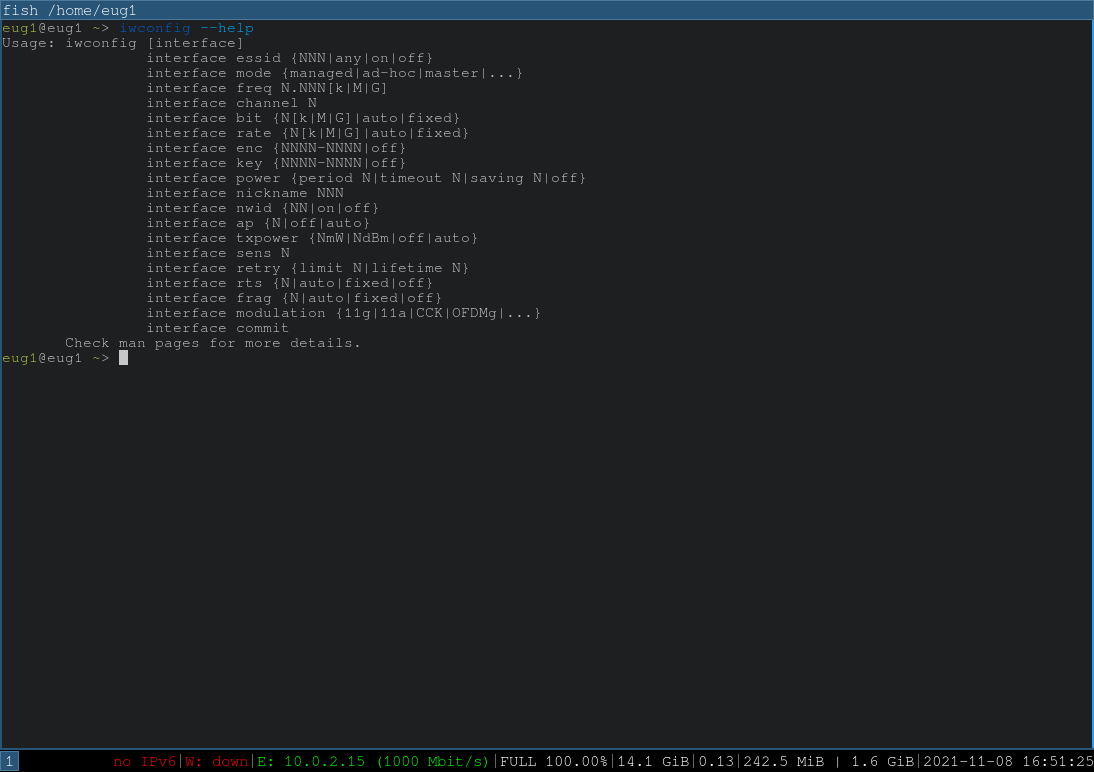 fish /home/eug1
eug1@eug1 ~> iwconfig --help
Usage: iwconfig [interface]
                interface essid {NNN|any|on|off}
                interface mode {managed|ad-hoc|master|...}
                interface freq N.NNN[k|M|G]
                interface channel N
                interface bit {N[k|M|G]|auto|fixed}
                interface rate {N[k|M|G]|auto|fixed}
                interface enc {NNNN-NNNN|off}
                interface key {NNNN-NNNN|off}
                interface power {period N|timeout N|saving N|off}
                interface nickname NNN
                interface nwid {NN|on|off}
                interface ap {N|off|auto}
                interface txpower {NmW|NdBm|off|auto}
                interface sens N
                interface retry {limit N|lifetime N}
                interface rts {N|auto|fixed|off}
                interface frag {N|auto|fixed|off}
                interface modulation {11g|11a|CCK|OFDMg|...}
                interface commit
       Check man pages for more details.
eug1@eug1 ~>
1 no IPv6|W: down|E: 10.0.2.15 (1000 Mbit/s)|FULL 100.00%|14.1 GiB|0.13|242.5 MiB | 1.6 GiB|2021-11-08 16:51:25